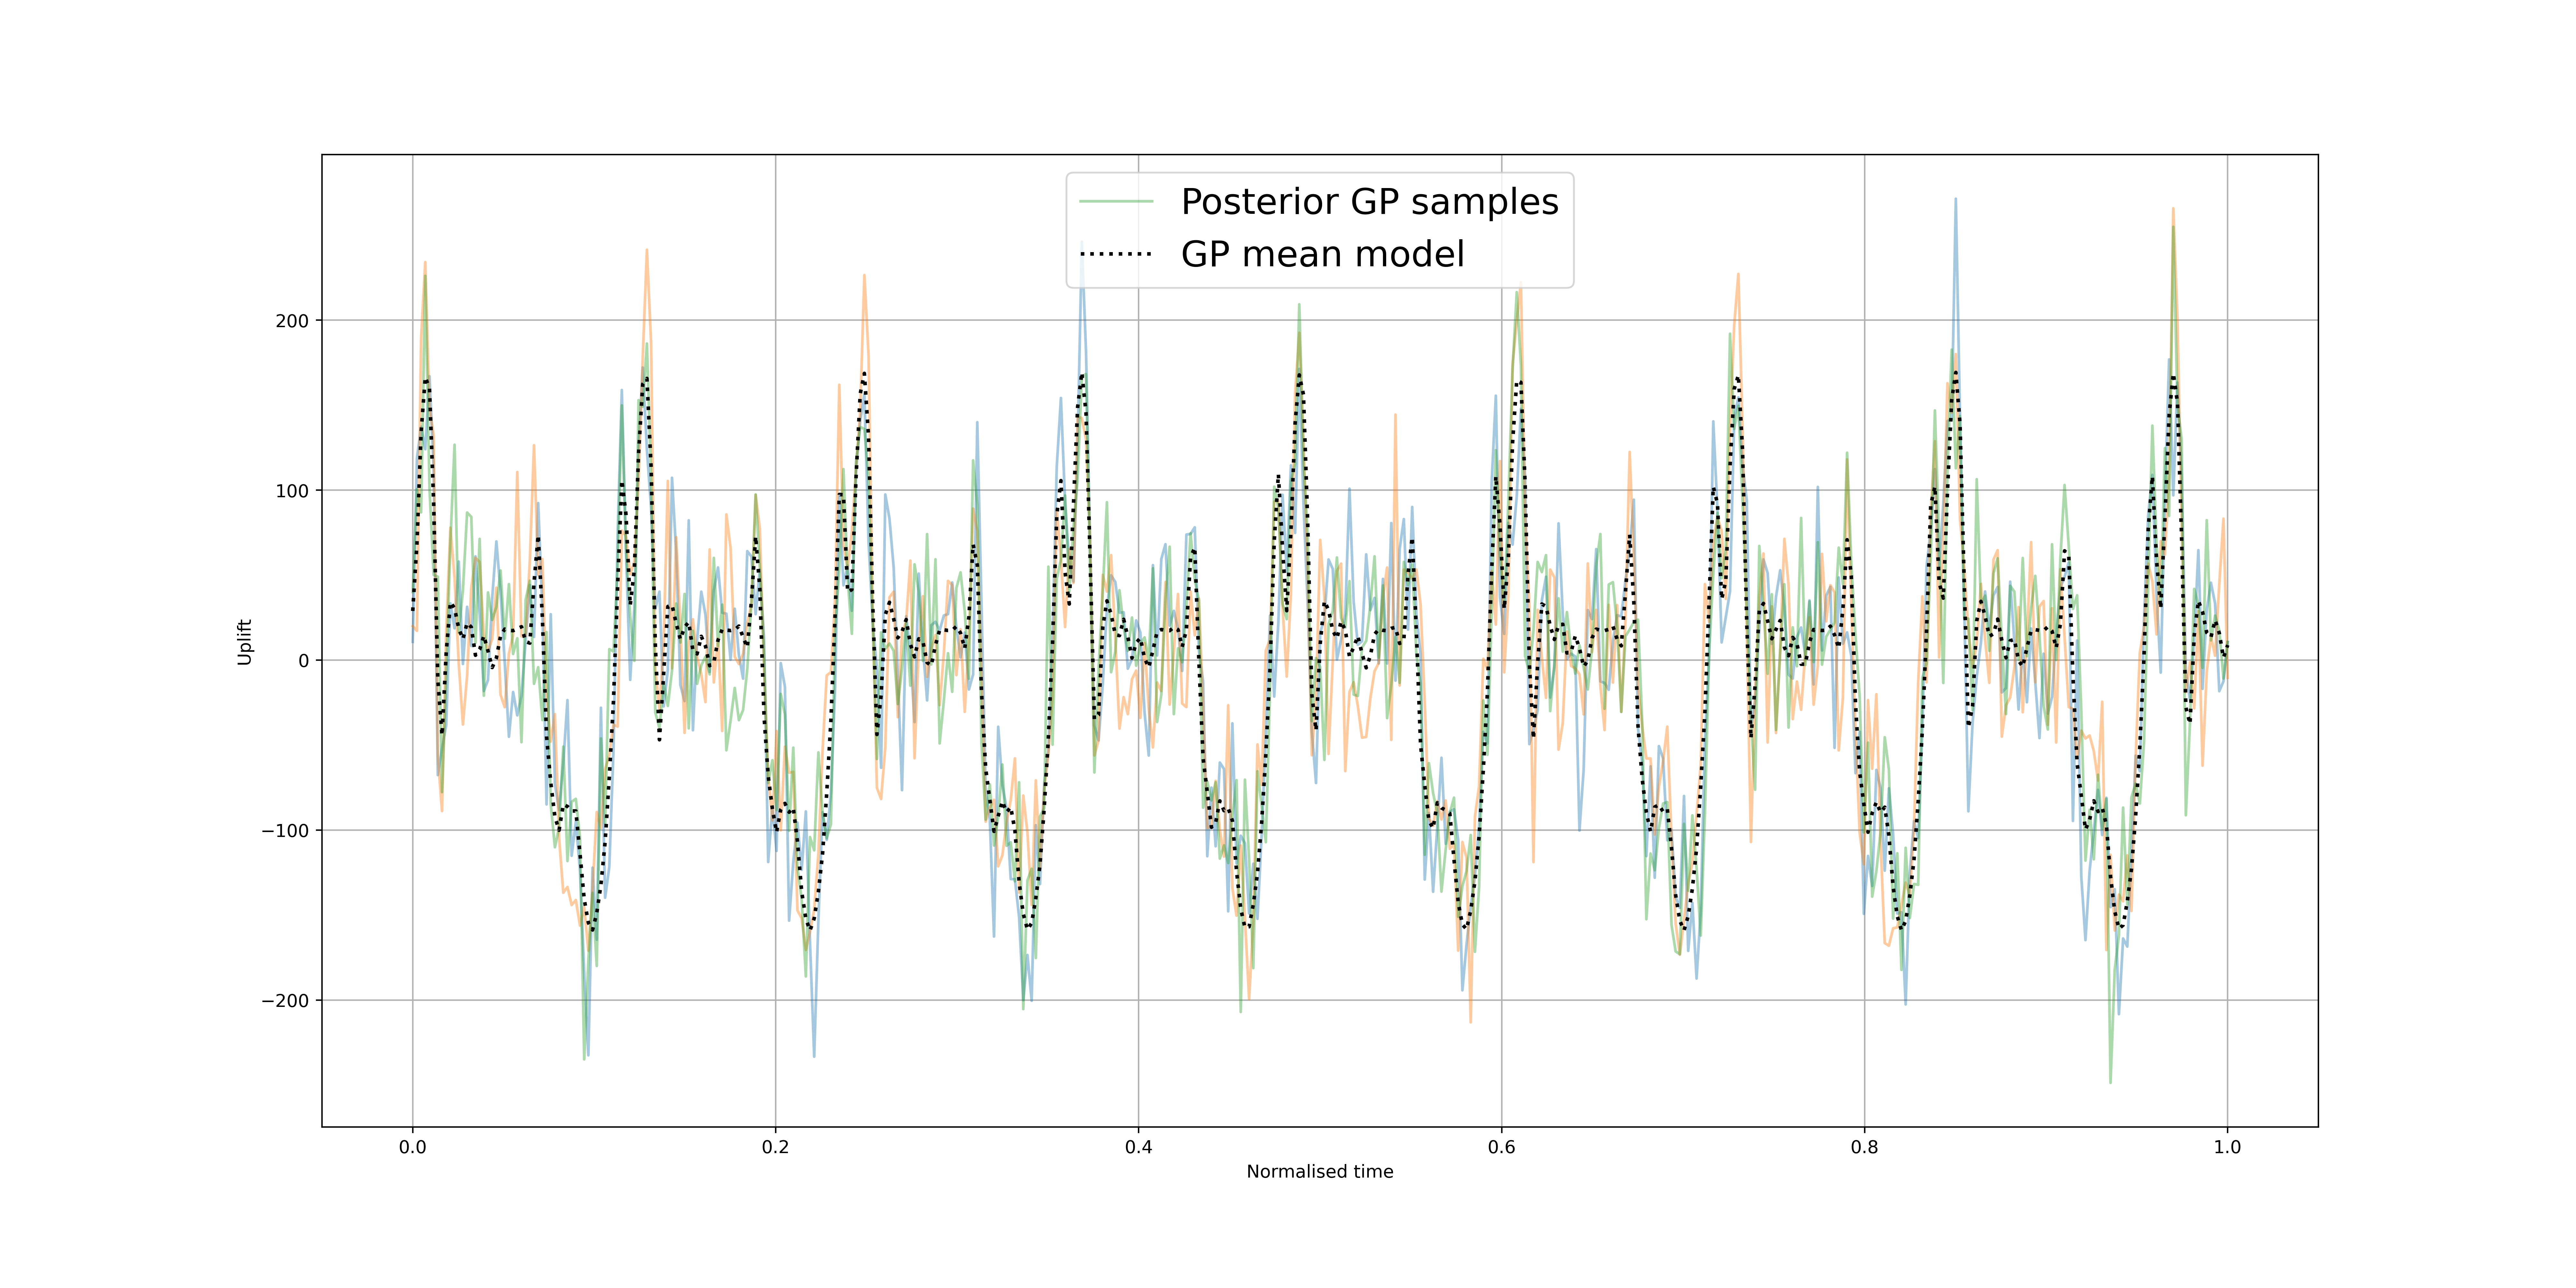 Posterior GP samples
GP mean model
200
100
0
−100
−200
Uplift
0.0 0.2 0.4 0.6 0.8 1.0
Normalised time